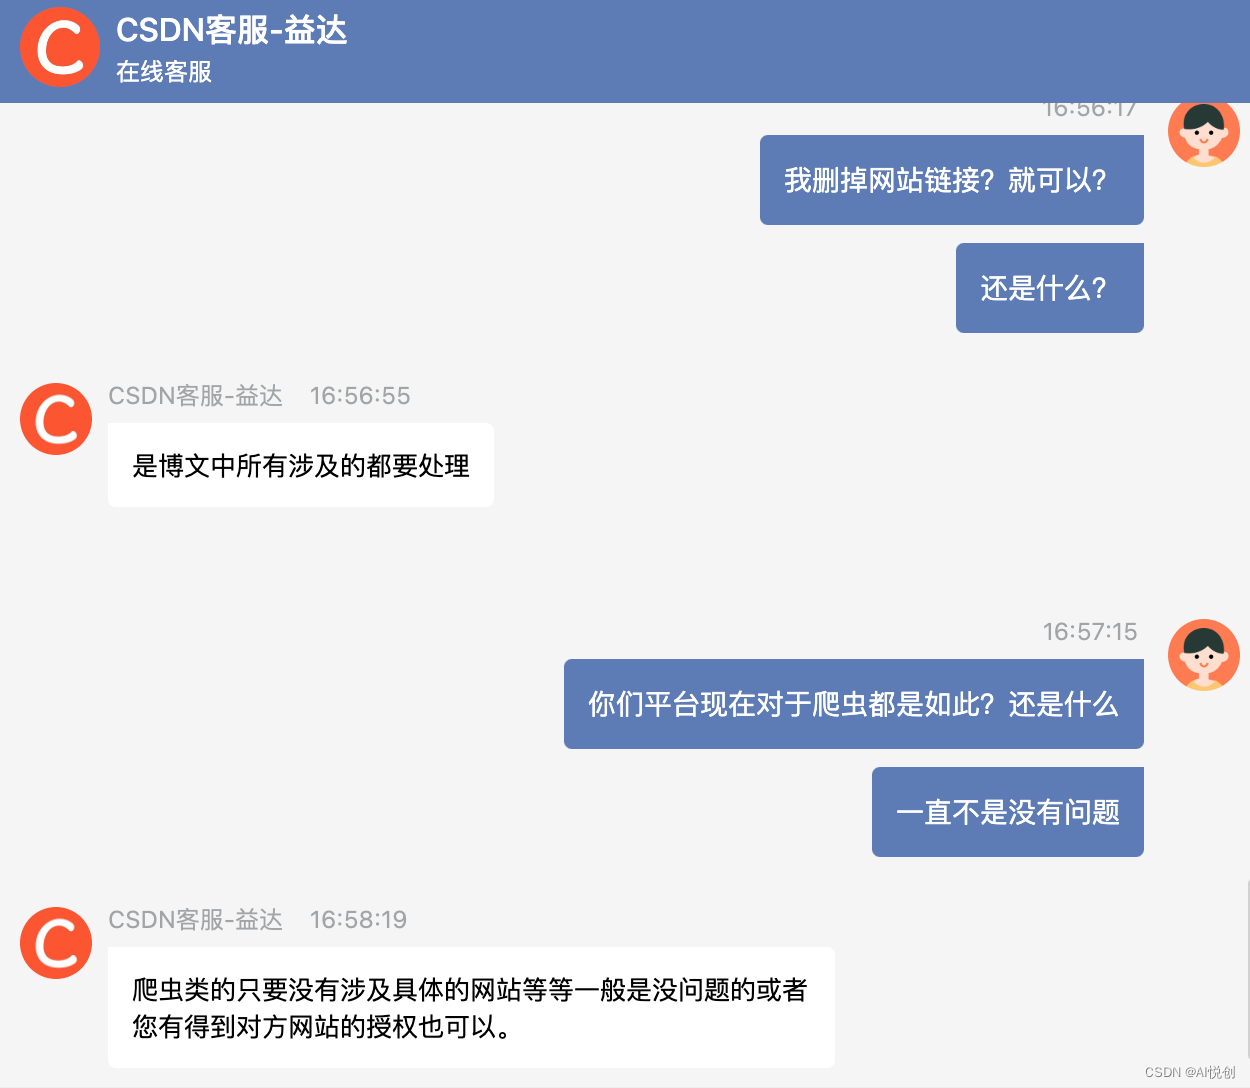 CSDN客服-益达
在线客服
16:56:17
我删掉网站链接？就可以？
还是什么？
CSDN客服-益达 16:56:55
是博文中所有涉及的都要处理
16:57:15
你们平台现在对于爬虫都是如此？还是什么
一直不是没有问题
CSDN客服-益达 16:58:19
爬虫类的只要没有涉及具体的网站等等一般是没问题的或者
您有得到对方网站的授权也可以。
CSDN @AI悦创